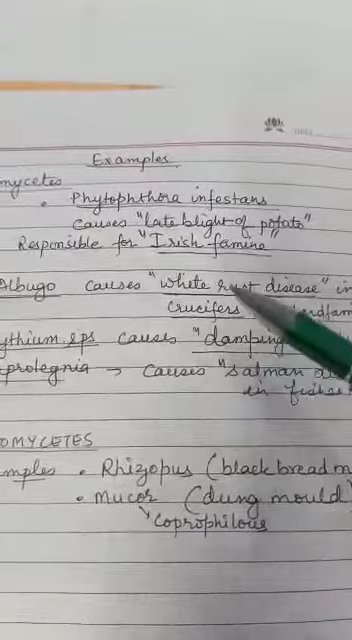 Examples
mycetes
• Phytophthora infestans
Causes "late blight of potato"
Responsible for "Irish famine"
Albugo causes "white rust disease" in
Crucifers
ythium sps causes "damping
prolegnia → causes "salman
in fishes
OMYCETES
mples • Rhizopus (black bread m
• Mucor (dung mould)
↳ Coprophilous